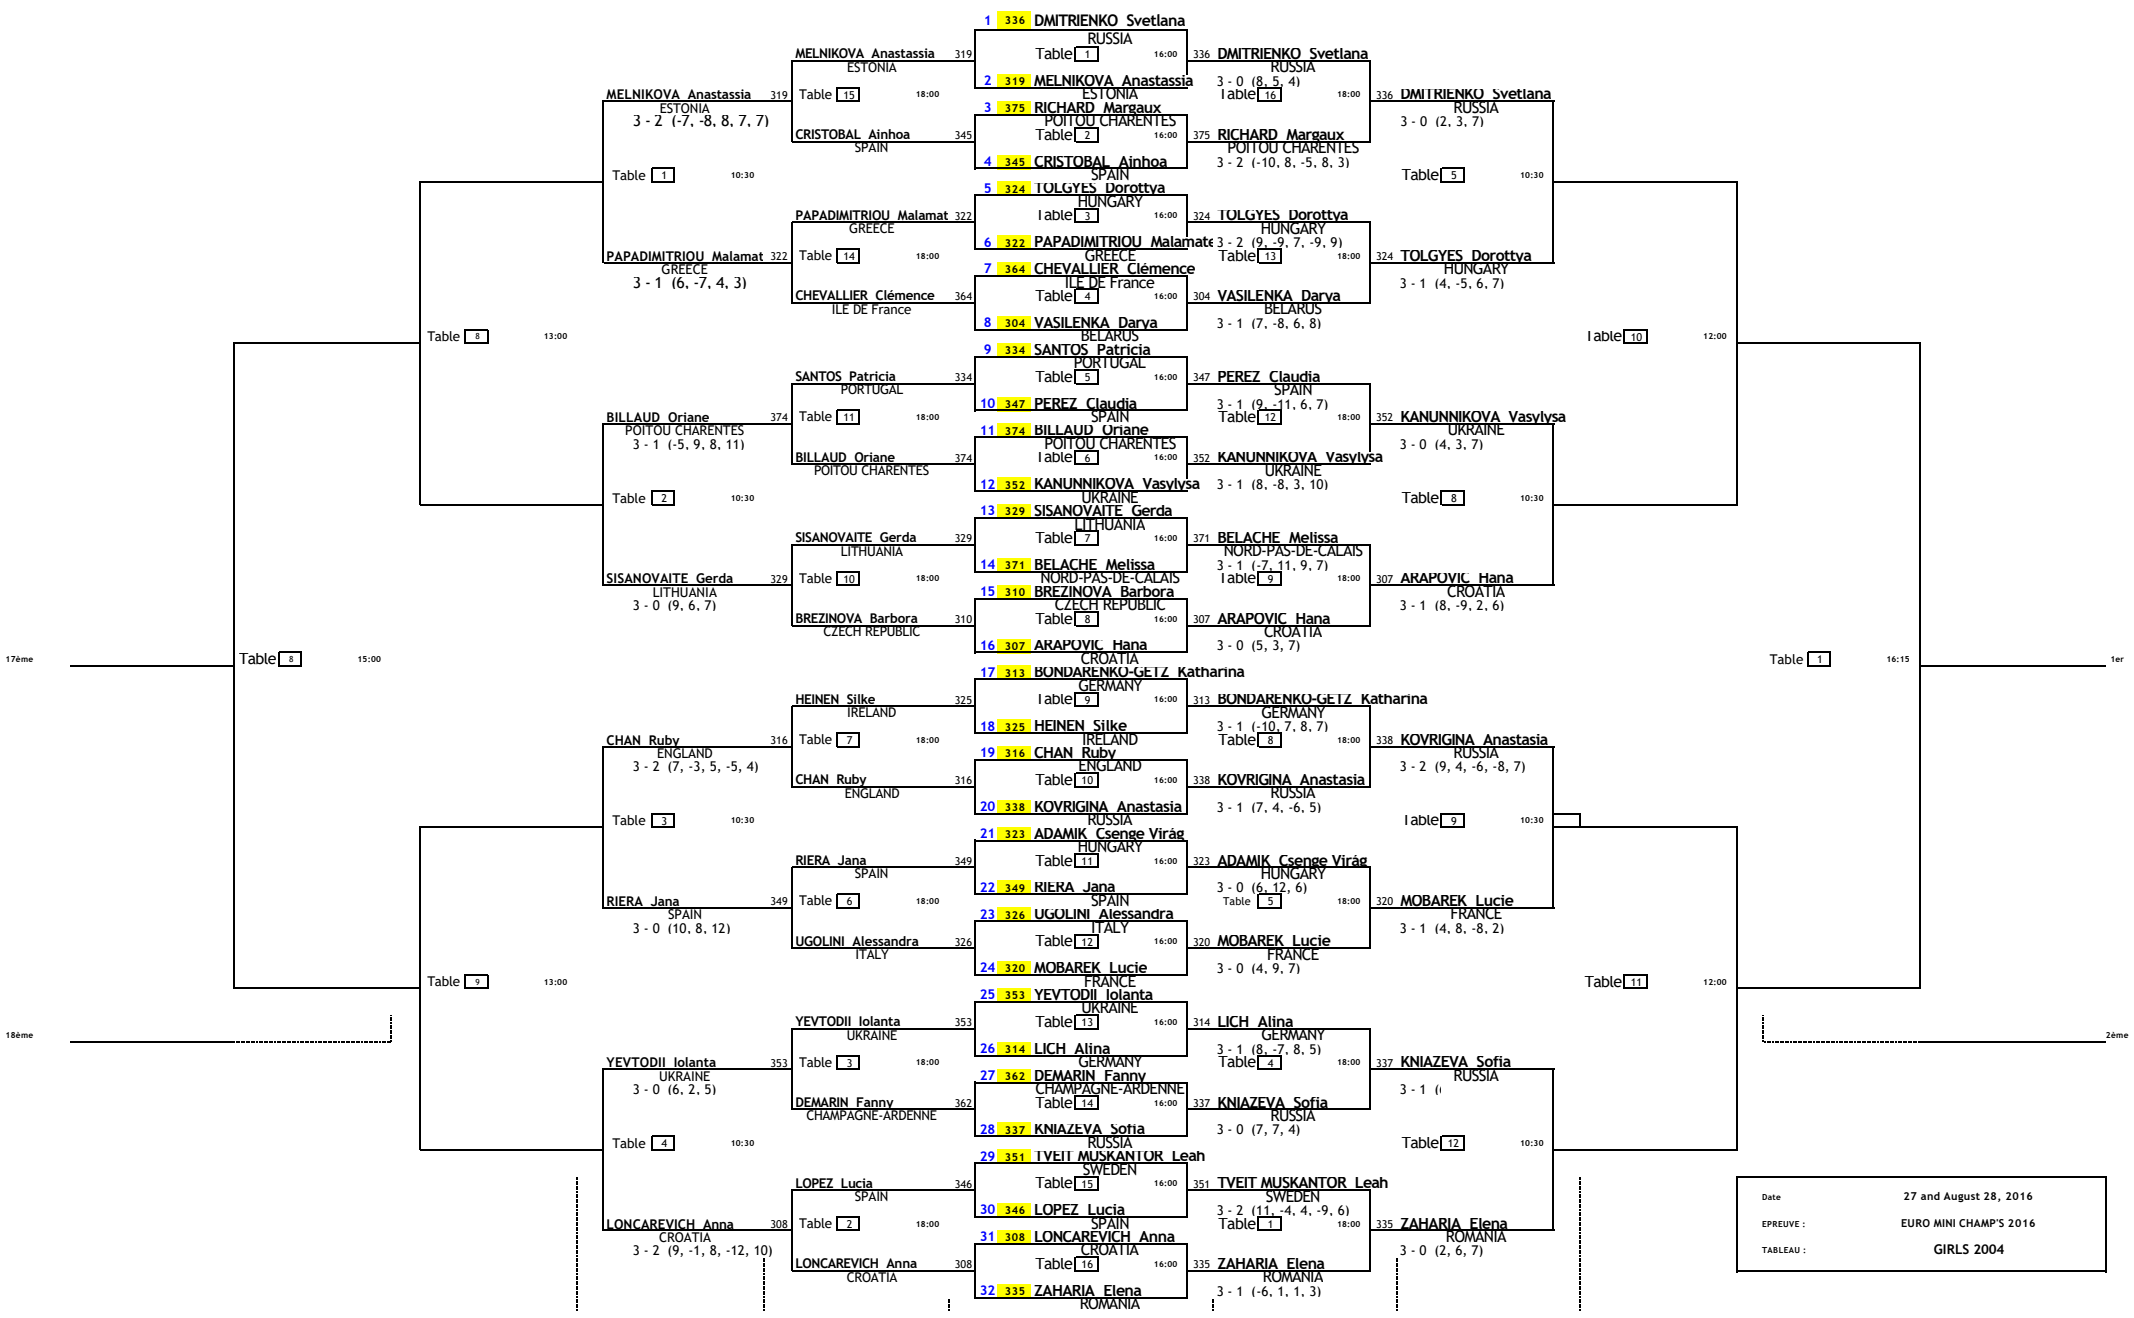 1 336 DMITRIENKO Svetlana
RUSSIA
MELNIKOVA Anastassia 319
ESTONIA
Table 1 16:00
336 DMITRIENKO Svetlana
RUSSIA
3 - 0 (8, 5, 4)
2 319 MELNIKOVA Anastassia
ESTONIA
MELNIKOVA Anastassia 319
ESTONIA
3 - 2 (-7, -8, 8, 7, 7)
Table 15 18:00
Table 16 18:00
336 DMITRIENKO Svetlana
RUSSIA
3 - 0 (2, 3, 7)
3 375 RICHARD Margaux
POITOU CHARENTES
CRISTOBAL Ainhoa 345
SPAIN
Table 2 16:00
375 RICHARD Margaux
POITOU CHARENTES
3 - 2 (-10, 8, -5, 8, 3)
4 345 CRISTOBAL Ainhoa
SPAIN
Table 1 10:30
Table 5 10:30
5 324 TOLGYES Dorottya
HUNGARY
PAPADIMITRIOU Malamat 322
GREECE
Table 3 16:00
324 TOLGYES Dorottya
HUNGARY
3 - 2 (9, -9, 7, -9, 9)
6 322 PAPADIMITRIOU Malamate
GREECE
PAPADIMITRIOU Malamat 322
GREECE
3 - 1 (6, -7, 4, 3)
Table 14 18:00
Table 13 18:00
324 TOLGYES Dorottya
HUNGARY
3 - 1 (4, -5, 6, 7)
7 364 CHEVALLIER Clémence
ILE DE France
CHEVALLIER Clémence 364
ILE DE France
Table 4 16:00
304 VASILENKA Darya
BELARUS
3 - 1 (7, -8, 6, 8)
8 304 VASILENKA Darya
BELARUS
Table 8 13:00
Table 10 12:00
9 334 SANTOS Patricia
PORTUGAL
SANTOS Patricia 334
PORTUGAL
Table 5 16:00
347 PEREZ Claudia
SPAIN
3 - 1 (9, -11, 6, 7)
10 347 PEREZ Claudia
SPAIN
BILLAUD Oriane 374
POITOU CHARENTES
3 - 1 (-5, 9, 8, 11)
Table 11 18:00
Table 12 18:00
352 KANUNNIKOVA Vasylysa
UKRAINE
3 - 0 (4, 3, 7)
11 374 BILLAUD Oriane
POITOU CHARENTES
BILLAUD Oriane 374
POITOU CHARENTES
Table 6 16:00
352 KANUNNIKOVA Vasylysa
UKRAINE
3 - 1 (8, -8, 3, 10)
12 352 KANUNNIKOVA Vasylysa
UKRAINE
Table 2 10:30
Table 8 10:30
13 329 SISANOVAITE Gerda
LITHUANIA
SISANOVAITE Gerda 329
LITHUANIA
Table 7 16:00
371 BELACHE Melissa
NORD-PAS-DE-CALAIS
3 - 1 (-7, 11, 9, 7)
14 371 BELACHE Melissa
NORD-PAS-DE-CALAIS
SISANOVAITE Gerda 329
LITHUANIA
3 - 0 (9, 6, 7)
Table 10 18:00
Table 9 18:00
307 ARAPOVIC Hana
CROATIA
3 - 1 (8, -9, 2, 6)
15 310 BREZINOVA Barbora
CZECH REPUBLIC
BREZINOVA Barbora 310
CZECH REPUBLIC
Table 8 16:00
307 ARAPOVIC Hana
CROATIA
3 - 0 (5, 3, 7)
16 307 ARAPOVIC Hana
CROATIA
17ème
Table 8 15:00
Table 1 16:15
1er
17 313 BONDARENKO-GETZ Katharina
GERMANY
HEINEN Silke 325
IRELAND
Table 9 16:00
313 BONDARENKO-GETZ Katharina
GERMANY
3 - 1 (-10, 7, 8, 7)
18 325 HEINEN Silke
IRELAND
CHAN Ruby 316
ENGLAND
3 - 2 (7, -3, 5, -5, 4)
Table 7 18:00
Table 8 18:00
338 KOVRIGINA Anastasia
RUSSIA
3 - 2 (9, 4, -6, -8, 7)
19 316 CHAN Ruby
ENGLAND
CHAN Ruby 316
ENGLAND
Table 10 16:00
338 KOVRIGINA Anastasia
RUSSIA
3 - 1 (7, 4, -6, 5)
20 338 KOVRIGINA Anastasia
RUSSIA
Table 3 10:30
Table 9 10:30
21 323 ADAMIK Csenge Virág
HUNGARY
RIERA Jana 349
SPAIN
Table 11 16:00
323 ADAMIK Csenge Virág
HUNGARY
3 - 0 (6, 12, 6)
22 349 RIERA Jana
SPAIN
RIERA Jana 349
SPAIN
3 - 0 (10, 8, 12)
Table 6 18:00
Table 5 18:00
320 MOBAREK Lucie
FRANCE
3 - 1 (4, 8, -8, 2)
23 326 UGOLINI Alessandra
ITALY
UGOLINI Alessandra 326
ITALY
Table 12 16:00
320 MOBAREK Lucie
FRANCE
3 - 0 (4, 9, 7)
24 320 MOBAREK Lucie
FRANCE
Table 9 13:00
Table 11 12:00
25 353 YEVTODII Iolanta
UKRAINE
YEVTODII Iolanta 353
UKRAINE
Table 13 16:00
314 LICH Alina
GERMANY
3 - 1 (8, -7, 8, 5)
18ème
2ème
26 314 LICH Alina
GERMANY
YEVTODII Iolanta 353
UKRAINE
3 - 0 (6, 2, 5)
Table 3 18:00
Table 4 18:00
337 KNIAZEVA Sofia
RUSSIA
3 - 1 (
27 362 DEMARIN Fanny
CHAMPAGNE-ARDENNE
DEMARIN Fanny 362
CHAMPAGNE-ARDENNE
Table 14 16:00
337 KNIAZEVA Sofia
RUSSIA
3 - 0 (7, 7, 4)
28 337 KNIAZEVA Sofia
RUSSIA
Table 4 10:30
Table 12 10:30
29 351 TVEIT MUSKANTOR Leah
SWEDEN
LOPEZ Lucia 346
SPAIN
Table 15 16:00
351 TVEIT MUSKANTOR Leah
SWEDEN
3 - 2 (11, -4, 4, -9, 6)
30 346 LOPEZ Lucia
SPAIN
LONCAREVICH Anna 308
CROATIA
3 - 2 (9, -1, 8, -12, 10)
Table 2 18:00
Table 1 18:00
335 ZAHARIA Elena
ROMANIA
3 - 0 (2, 6, 7)
31 308 LONCAREVICH Anna
CROATIA
LONCAREVICH Anna 308
CROATIA
Table 16 16:00
335 ZAHARIA Elena
ROMANIA
3 - 1 (-6, 1, 1, 3)
32 335 ZAHARIA Elena
ROMANIA
Date 27 and August 28, 2016
EPREUVE : EURO MINI CHAMP'S 2016
TABLEAU : GIRLS 2004